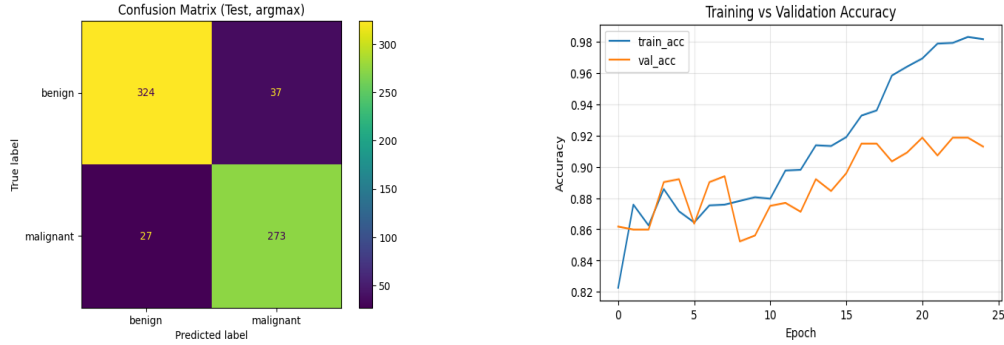 Confusion Matrix (Test, argmax)
True label
benign
malignant
324
37
27
273
benign
malignant
Predicted label
300
250
200
150
100
50
Training vs Validation Accuracy
train_acc
val_acc
Accuracy
0.98
0.96
0.94
0.92
0.90
0.88
0.86
0.84
0.82
0
5
10
15
20
25
Epoch